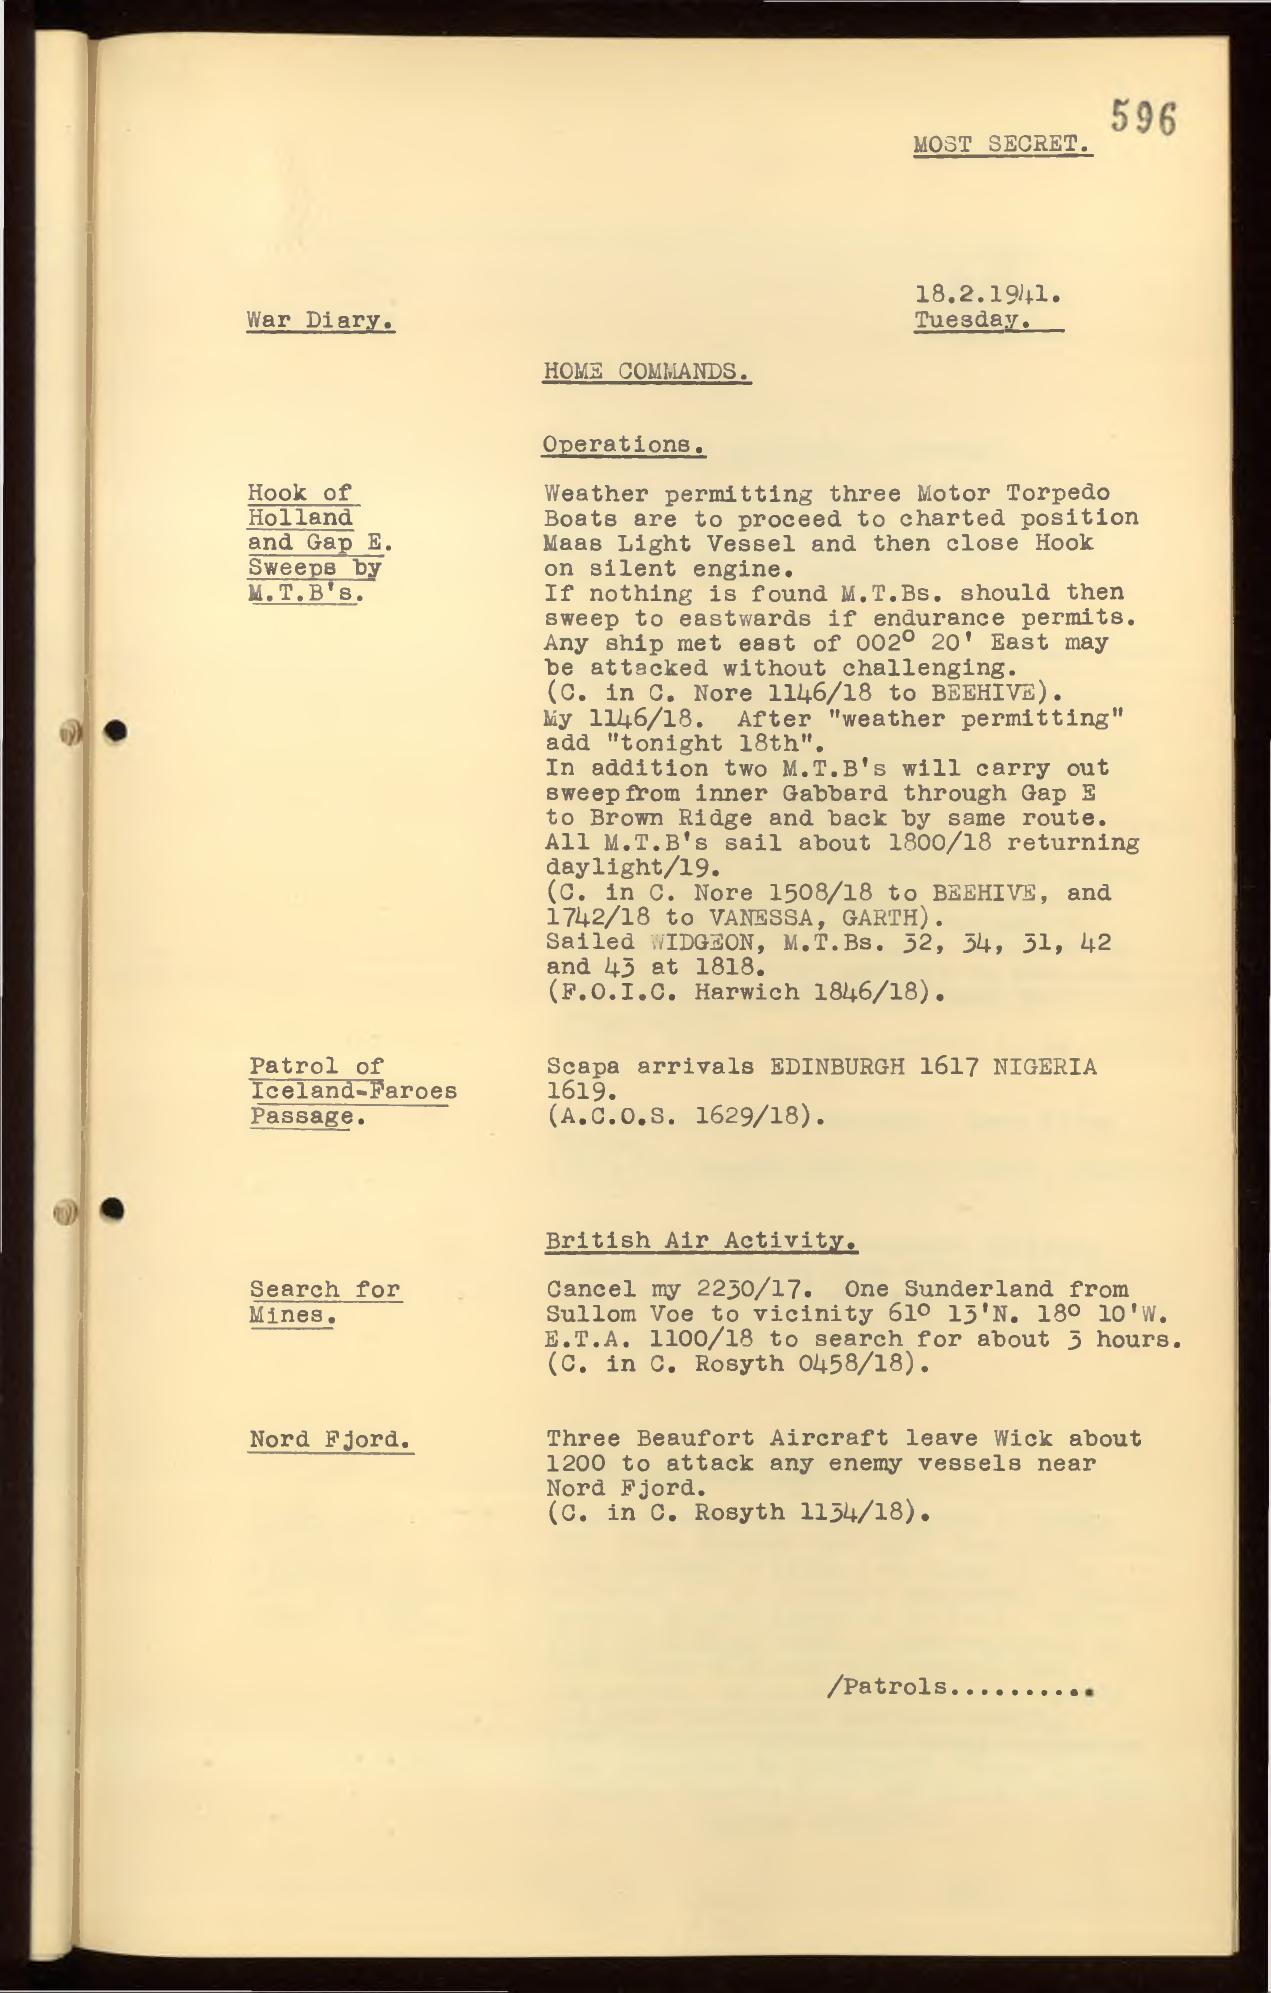 596
MOST SECRET.
18.2.1941.
War Diary.
Tuesday.
HOME COMMANDS.
Operations.
Hook of
Holland
and Gap E.
Sweeps by
M.T.B's.
Weather permitting three Motor Torpedo
Boats are to proceed to charted position
Maas Light Vessel and then close Hook
on silent engine.
If nothing is found M.T.Bs. should then
sweep to eastwards if endurance permits.
Any ship met east of 002° 20' East may
be attacked without challenging.
(C. in C. Nore 1146/18 to BEEHIVE).
My 1146/18. After "weather permitting"
add "tonight 18th".
In addition two M.T.B's will carry out
sweep from inner Gabbard through Gap E
to Brown Ridge and back by same route.
All M.T.B's sail about 1800/18 returning
daylight/19.
(C. in C. Nore 1508/18 to BEEHIVE, and
1742/18 to VANESSA, GARTH).
Sailed WIDGEON, M.T.Bs. 32, 34, 31, 42
and 43 at 1818.
(F.O.I.C. Harwich 1846/18).
Patrol of
Iceland-Faroes
Passage.
Scapa arrivals EDINBURGH 1617 NIGERIA
1619.
(A.C.O.S. 1629/18).
British Air Activity.
Search for
Mines.
Cancel my 2230/17. One Sunderland from
Sullom Voe to vicinity 61° 13'N. 18° 10'W.
E.T.A. 1100/18 to search for about 3 hours.
(C. in C. Rosyth 0458/18).
Nord Fjord.
Three Beaufort Aircraft leave Wick about
1200 to attack any enemy vessels near
Nord Fjord.
(C. in C. Rosyth 1134/18).
/Patrols..........